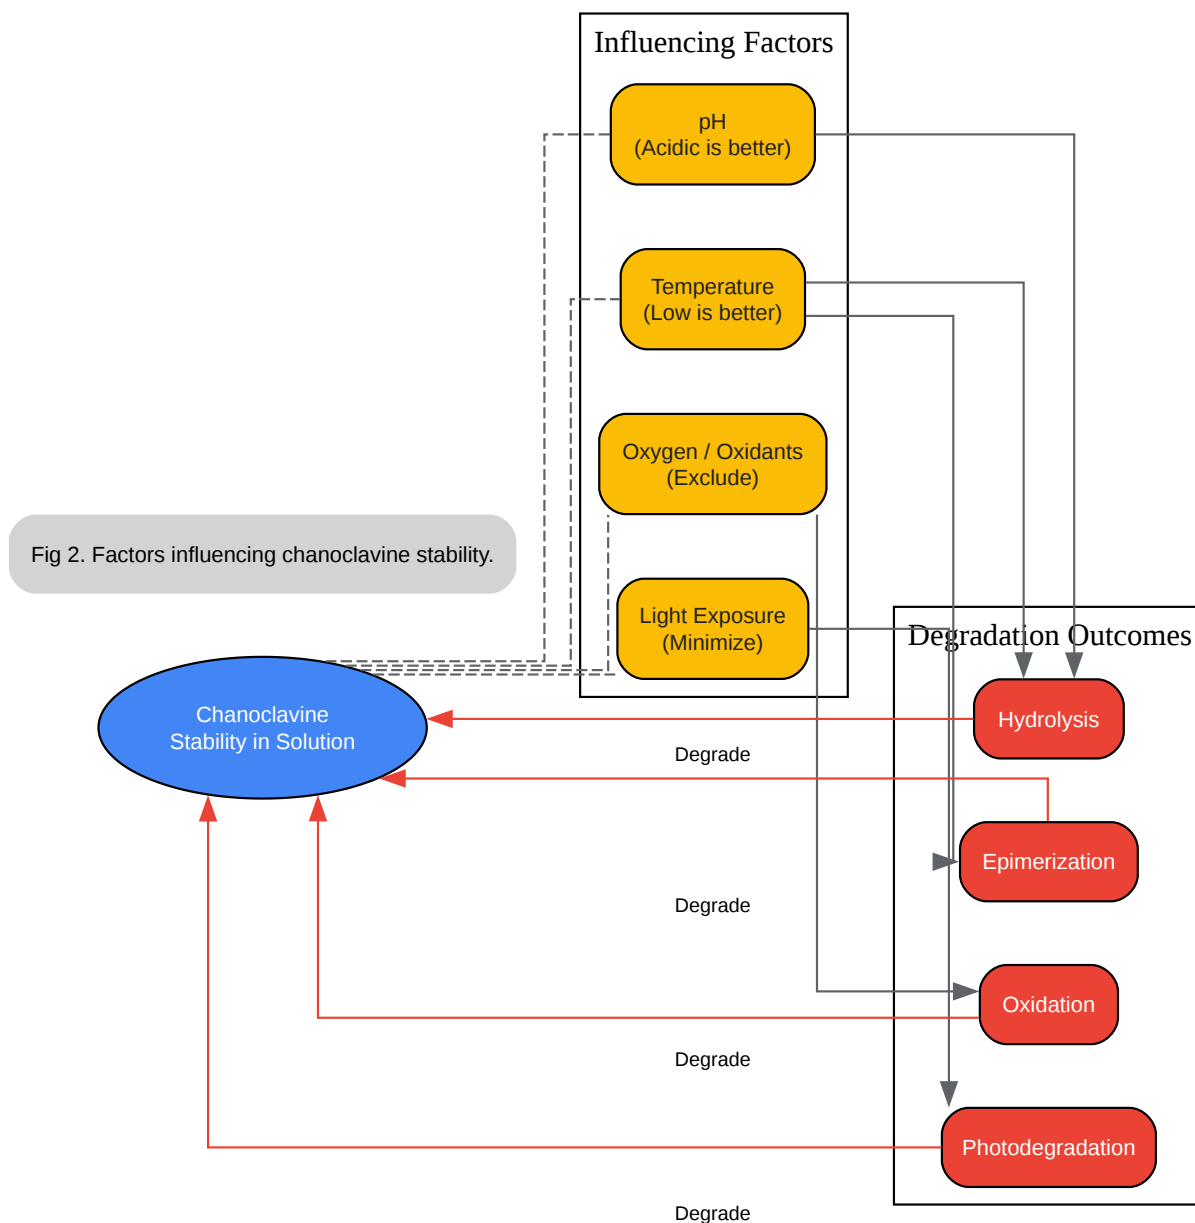 Influencing Factors
pH
(Acidic is better)
Temperature
(Low is better)
Oxygen / Oxidants
(Exclude)
Fig 2. Factors influencing chanoclavine stability.
Light Exposure
(Minimize)
Degradation Outcomes
Chanoclavine
Stability in Solution
Hydrolysis
Degrade
Epimerization
Degrade
Oxidation
Degrade
Photodegradation
Degrade